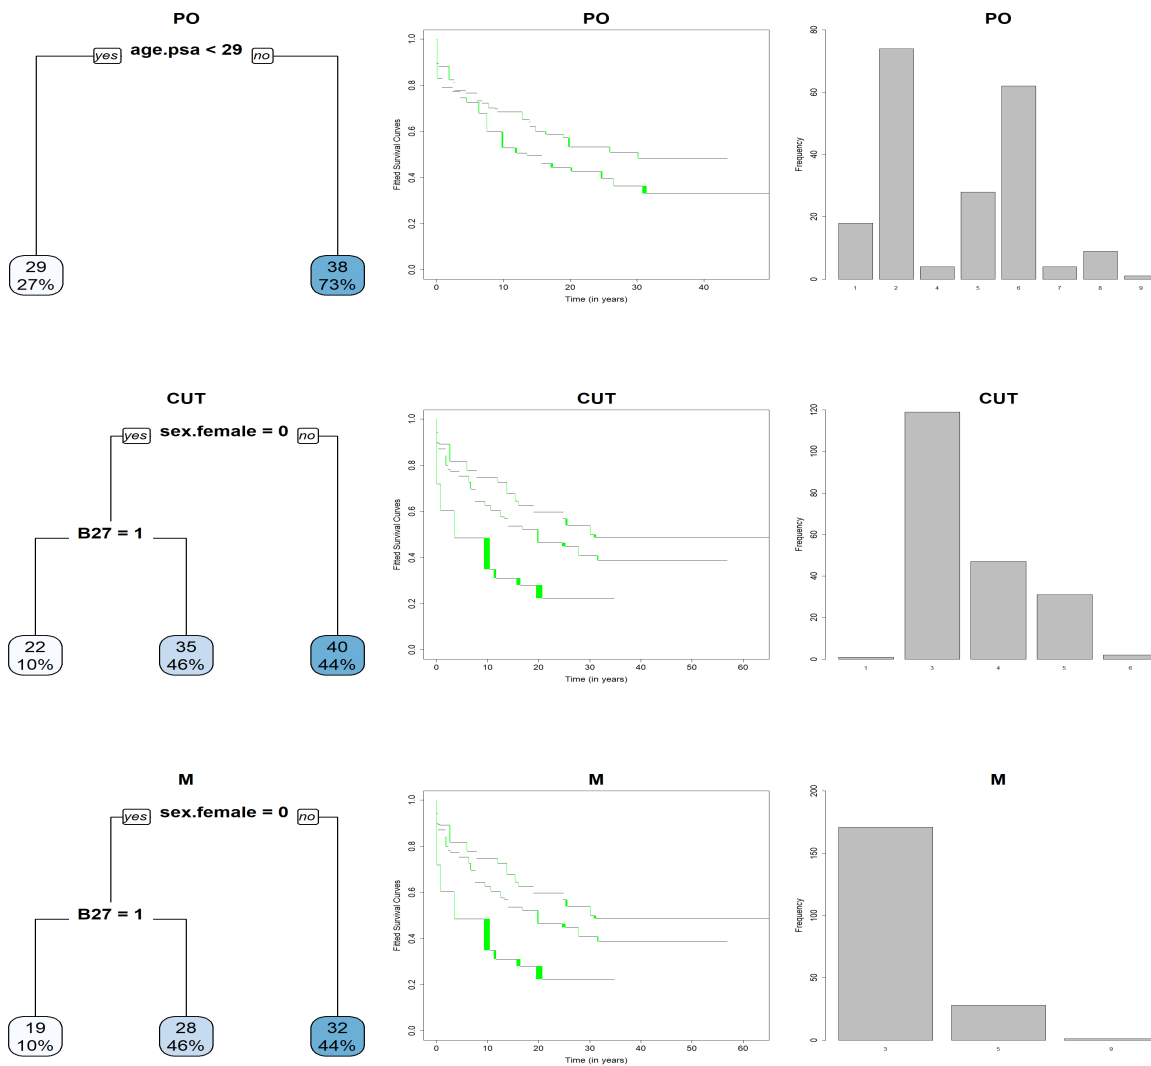 PO
yes age.psa < 29 no
29
27%
38
73%
PO
Fitted Survival Curves
1.0
0.8
0.6
0.4
0.2
0.0
0 10 20 30 40
Time (in years)
PO
Frequency
80
60
40
20
0
1 2 4 5 6 7 8 9
CUT
yes sex.female = 0 no
B27 = 1
22
10%
35
46%
40
44%
CUT
Fitted Survival Curves
1.0
0.8
0.6
0.4
0.2
0.0
0 10 20 30 40 50 60
Time (in years)
CUT
Frequency
120
100
80
60
40
20
0
1 3 4 5 6
M
yes sex.female = 0 no
B27 = 1
19
10%
28
46%
32
44%
M
Fitted Survival Curves
1.0
0.8
0.6
0.4
0.2
0.0
0 10 20 30 40 50 60
Time (in years)
M
Frequency
200
150
100
50
0
3 5 9